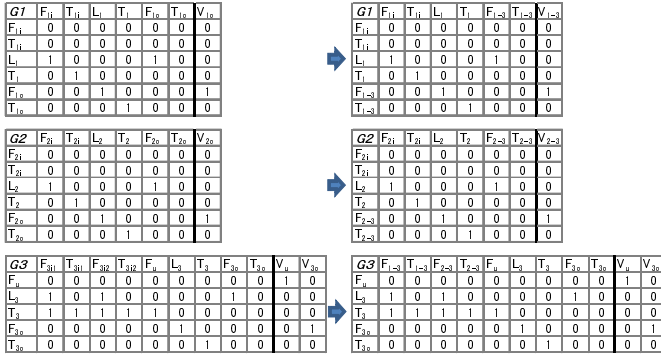 G1 F1i T1i L1 T1 F1o T1o V1o
F1i 0 0 0 0 0 0 0
T1i 0 0 0 0 0 0 0
L1 1 0 0 0 1 0 0
T1 0 1 0 0 0 0 0
F1o 0 0 1 0 0 0 1
T1o 0 0 0 1 0 0 0
G1 F1i T1i L1 T1 F1-3 T1-3 V1-3
F1i 0 0 0 0 0 0 0
T1i 0 0 0 0 0 0 0
L1 1 0 0 0 1 0 0
T1 0 1 0 0 0 0 0
F1-3 0 0 1 0 0 0 1
T1-3 0 0 0 1 0 0 0
G2 F2i T2i L2 T2 F2o T2o V2o
F2i 0 0 0 0 0 0 0
T2i 0 0 0 0 0 0 0
L2 1 0 0 0 1 0 0
T2 0 1 0 0 0 0 0
F2o 0 0 1 0 0 0 1
T2o 0 0 0 1 0 0 0
G2 F2i T2i L2 T2 F2-3 T2-3 V2-3
F2i 0 0 0 0 0 0 0
T2i 0 0 0 0 0 0 0
L2 1 0 0 0 1 0 0
T2 0 1 0 0 0 0 0
F2-3 0 0 1 0 0 0 1
T2-3 0 0 0 1 0 0 0
G3 F3i1 T3i1 F3i2 T3i2 Fu L3 T3 F3o T3o Vu V3o
Fu 0 0 0 0 0 0 0 0 0 1 0
L3 1 0 1 0 0 0 0 1 0 0 0
T3 1 1 1 1 1 0 0 0 0 0 0
F3o 0 0 0 0 0 1 0 0 0 0 1
T3o 0 0 0 0 0 0 1 0 0 0 0
G3 F1-3 T1-3 F2-3 T2-3 Fu L3 T3 F3o T3o Vu V3o
Fu 0 0 0 0 0 0 0 0 0 1 0
L3 1 0 1 0 0 0 0 1 0 0 0
T3 1 1 1 1 1 0 0 0 0 0 0
F3o 0 0 0 0 0 1 0 0 0 0 1
T3o 0 0 0 0 0 0 1 0 0 0 0